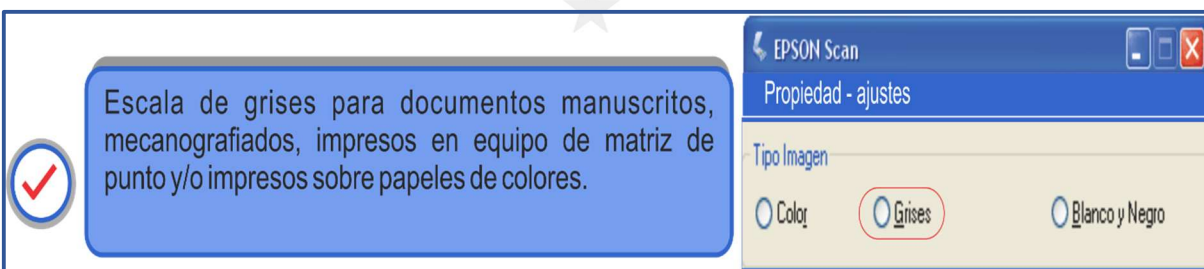 Escala de grises para documentos manuscritos,
mecanografiados, impresos en equipo de matriz de
punto y/o impresos sobre papeles de colores.
EPSON Scan
Propiedad - ajustes
Tipo Imagen
Color Grises Blanco y Negro